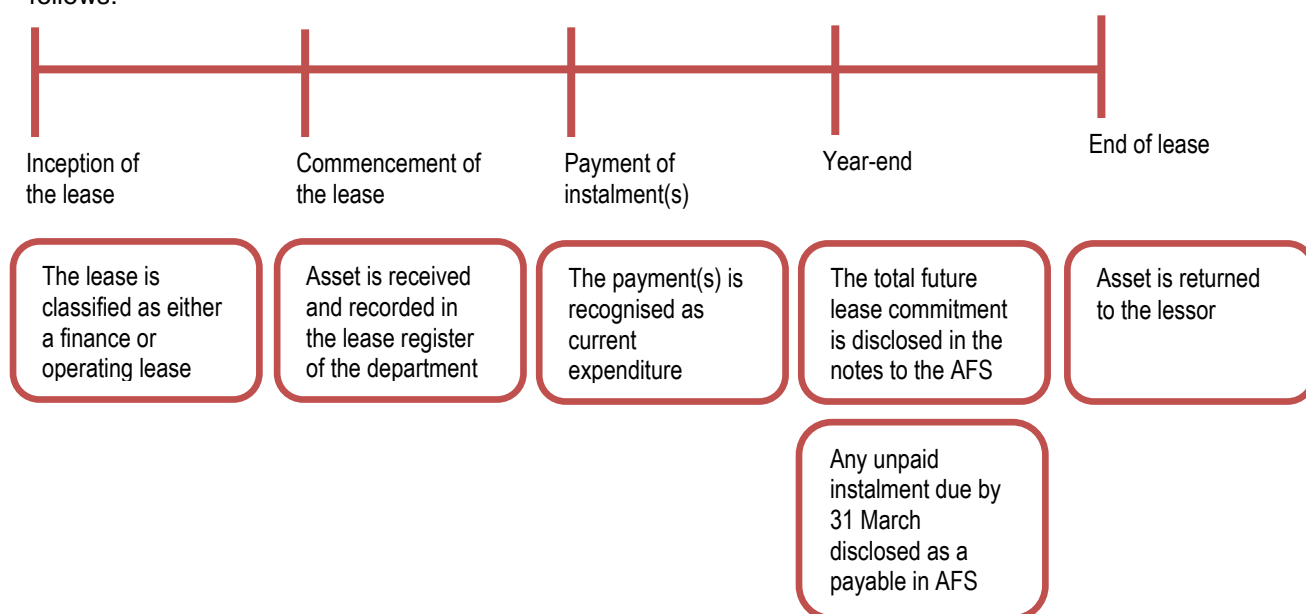 follows:
Inception of
the lease
Commencement of
the lease
Payment of
instalment(s)
Year-end
End of lease
The lease is
classified as either
a finance or
operating lease
Asset is received
and recorded in
the lease register
of the department
The payment(s) is
recognised as
current
expenditure
The total future
lease commitment
is disclosed in the
notes to the AFS
Asset is returned
to the lessor
Any unpaid
instalment due by
31 March
disclosed as a
payable in AFS